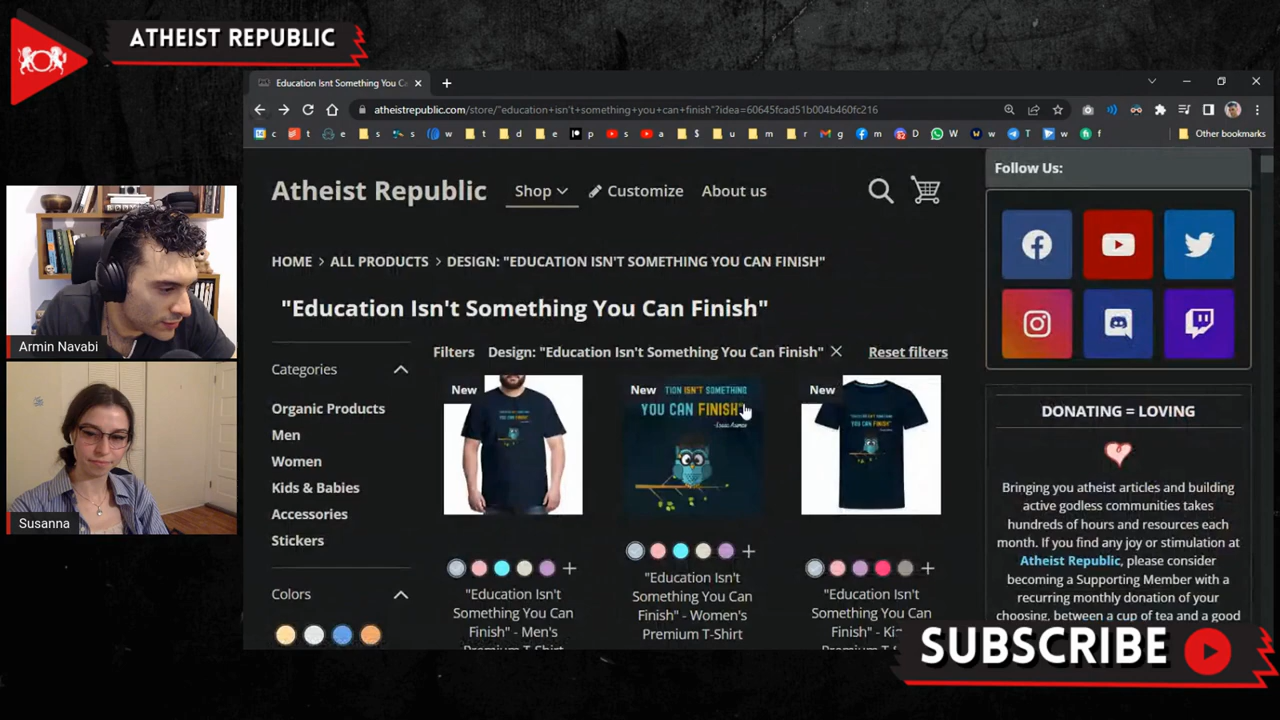 ATHEIST REPUBLIC
Education Isnt Something You Ca
atheistrepublic.com/store/"education+isn't+something+you+can+finish"?idea=60645fcad51b004b460fc216
Other bookmarks
Atheist Republic
Shop
Customize
About us
HOME > ALL PRODUCTS > DESIGN: "EDUCATION ISN'T SOMETHING YOU CAN FINISH"
"Education Isn't Something You Can Finish"
Filters
Design: "Education Isn't Something You Can Finish"
Reset filters
Categories
Organic Products
Men
Women
Kids & Babies
Accessories
Stickers
Colors
New
"Education Isn't
Something You Can
Finish" - Men's
Premium T-Shirt
New
TION ISN'T SOMETHING
YOU CAN FINISH"
-Isaac Asimov
"Education Isn't
Something You Can
Finish" - Women's
Premium T-Shirt
New
"Education Isn't
Something You Can
Finish" -
Follow Us:
DONATING = LOVING
Bringing you atheist articles and building
active godless communities takes
hundreds of hours and resources each
month. If you find any joy or stimulation at
Atheist Republic, please consider
becoming a Supporting Member with a
recurring monthly donation of your
choosing, between a cup of tea and a good
Armin Navabi
Susanna
SUBSCRIBE